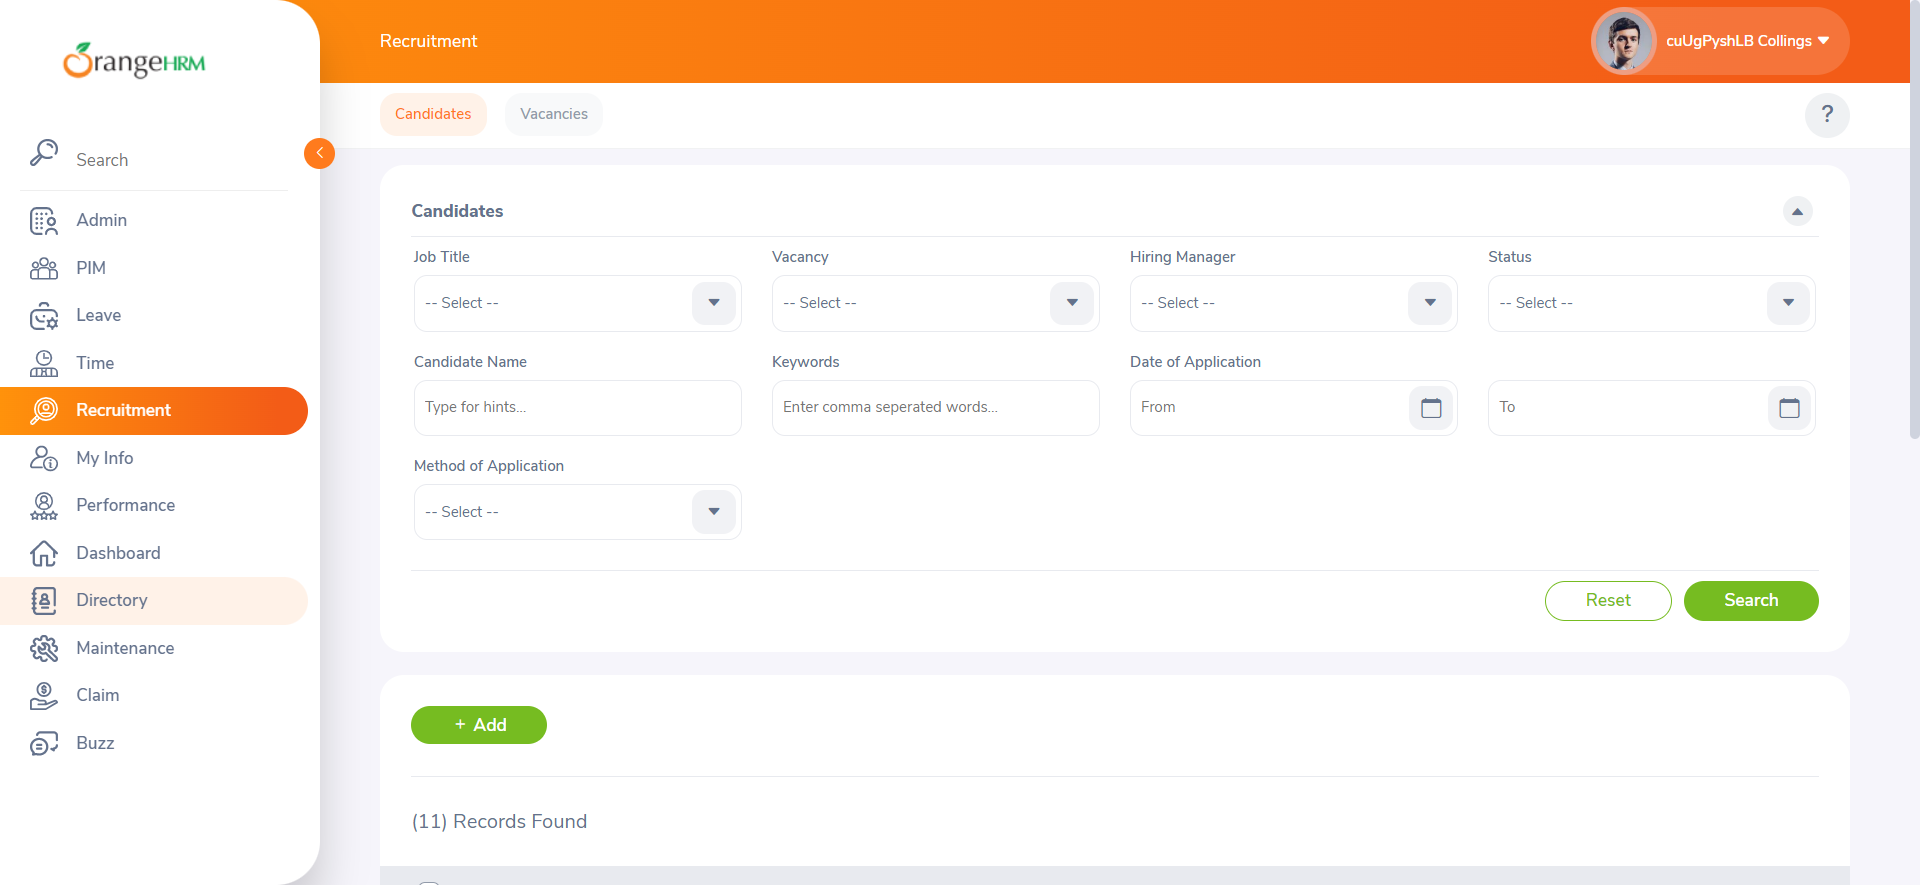 OrangeHRM
Recruitment
cuUgPyshLB Collings
Candidates
Vacancies
?
Search
Admin
PIM
Leave
Time
Recruitment
My Info
Performance
Dashboard
Directory
Maintenance
Claim
Buzz
Candidates
Job Title
Vacancy
Hiring Manager
Status
-- Select --
-- Select --
-- Select --
-- Select --
Candidate Name
Keywords
Date of Application
Type for hints...
Enter comma seperated words...
From
To
Method of Application
-- Select --
Reset
Search
+ Add
(11) Records Found